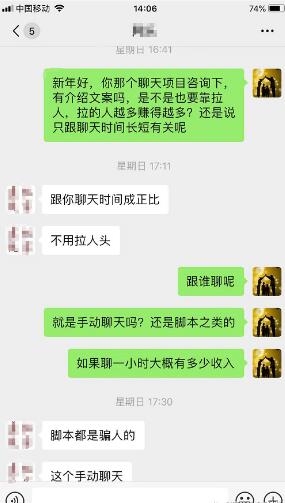 中国移动
14:06
74%
5
星期日 16:41
新年好，你那个聊天项目咨询下，
有介绍文案吗，是不是也要靠拉
人，拉的人越多赚得越多？还是说
只跟聊天时间长短有关呢
星期日 17:11
跟你聊天时间成正比
不用拉人头
跟谁聊呢
就是手动聊天吗？还是脚本之类的
如果聊一小时大概有多少收入
星期日 17:30
脚本都是骗人的
这个手动聊天